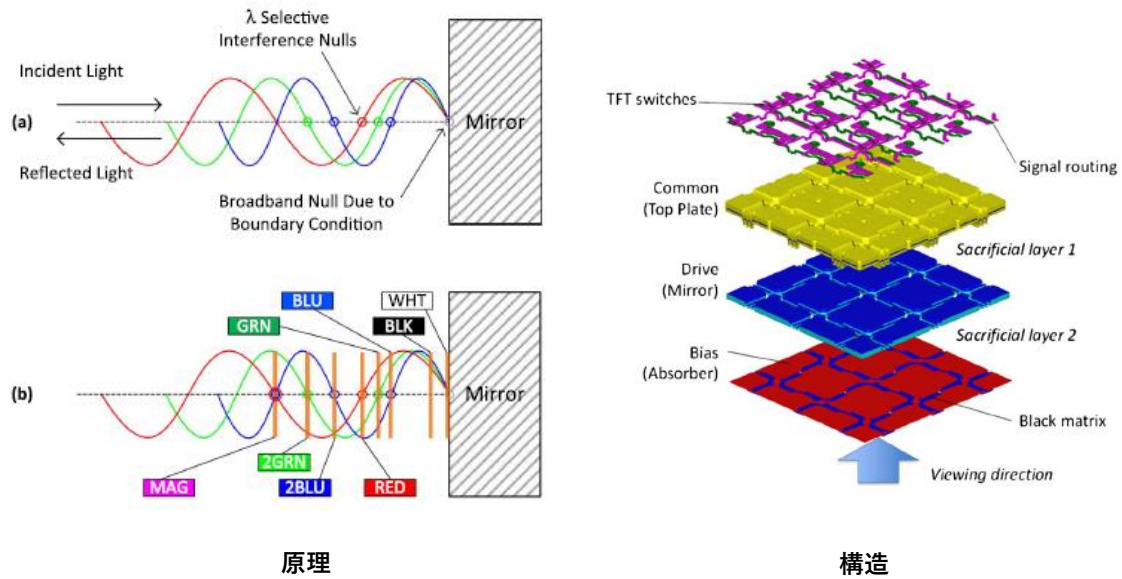 λ Selective
Interference Nulls
Incident Light
(a)
Mirror
Reflected Light
Broadband Null Due to
Boundary Condition
BLU
WHT
GRN
BLK
(b)
Mirror
2GRN
MAG
2BLU
RED
原理
TFT switches
Signal routing
Common
(Top Plate)
Sacrificial layer 1
Drive
(Mirror)
Sacrificial layer 2
Bias
(Absorber)
Black matrix
Viewing direction
構造